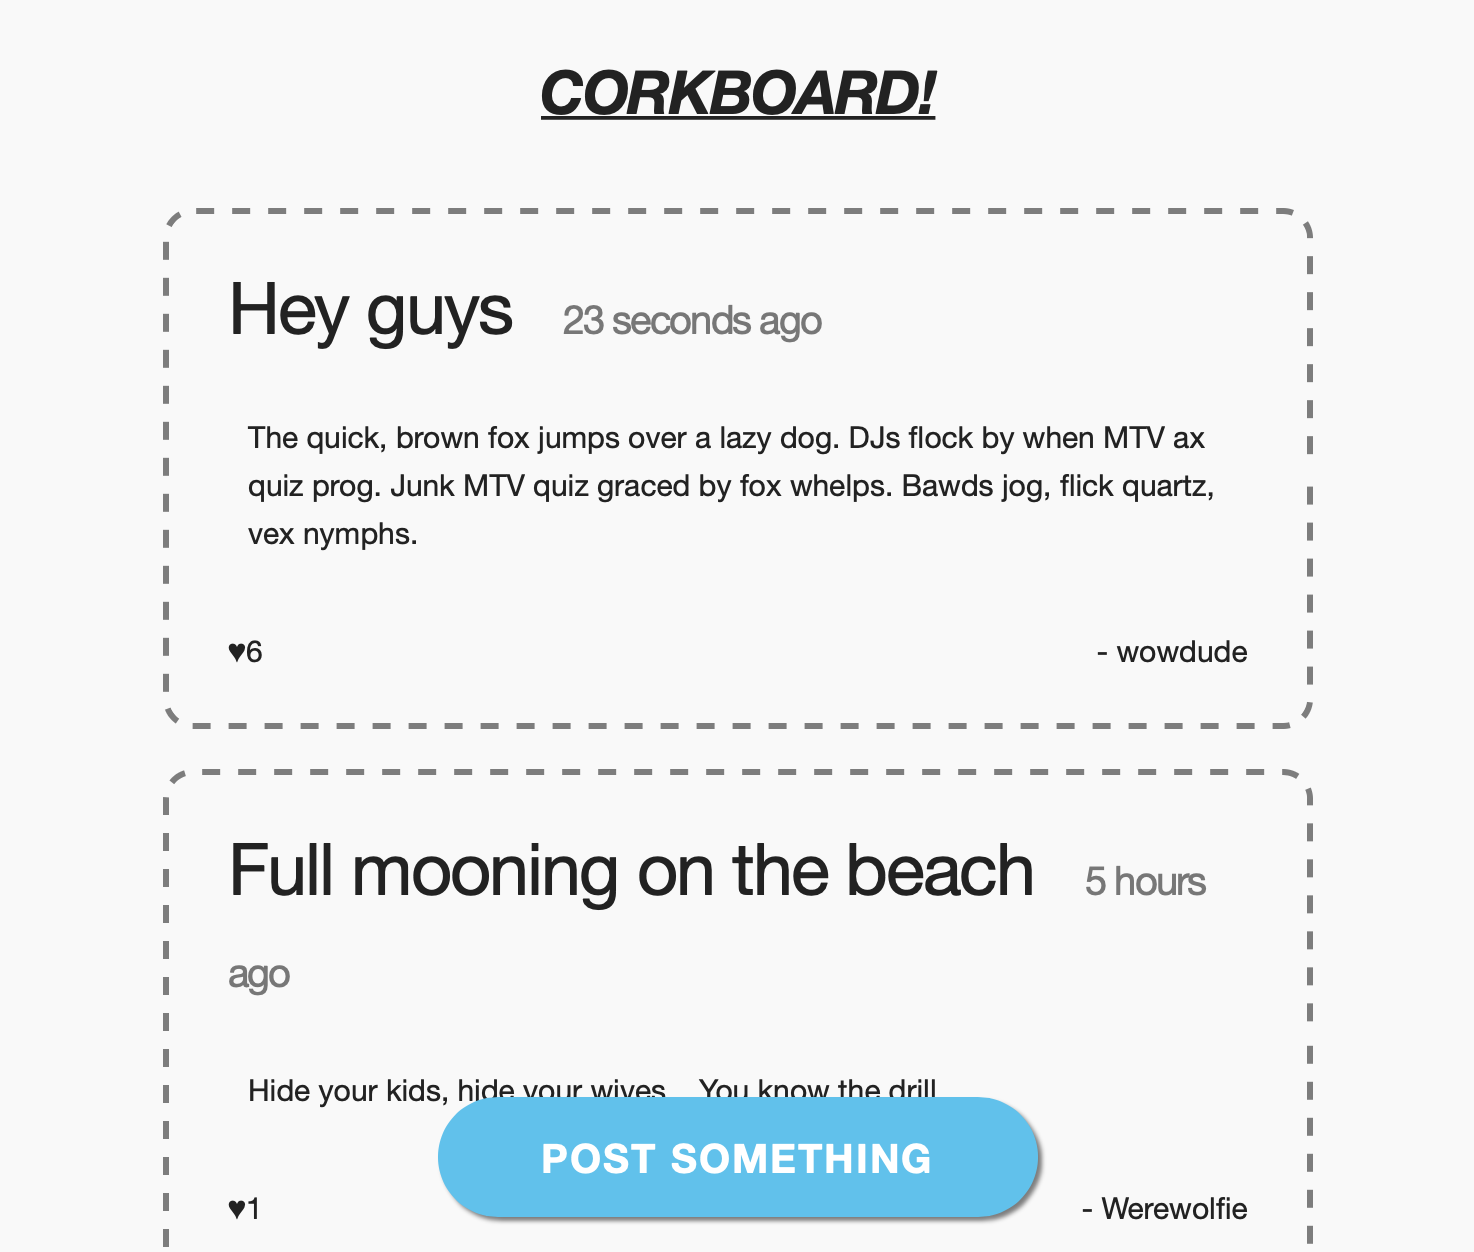 CORKBOARD!
Hey guys 23 seconds ago
The quick, brown fox jumps over a lazy dog. DJs flock by when MTV ax
quiz prog. Junk MTV quiz graced by fox whelps. Bawds jog, flick quartz,
vex nymphs.
♥6 - wowdude
Full mooning on the beach 5 hours
ago
Hide your kids, hide your wives You know the drill
POST SOMETHING
♥1 - Werewolfie